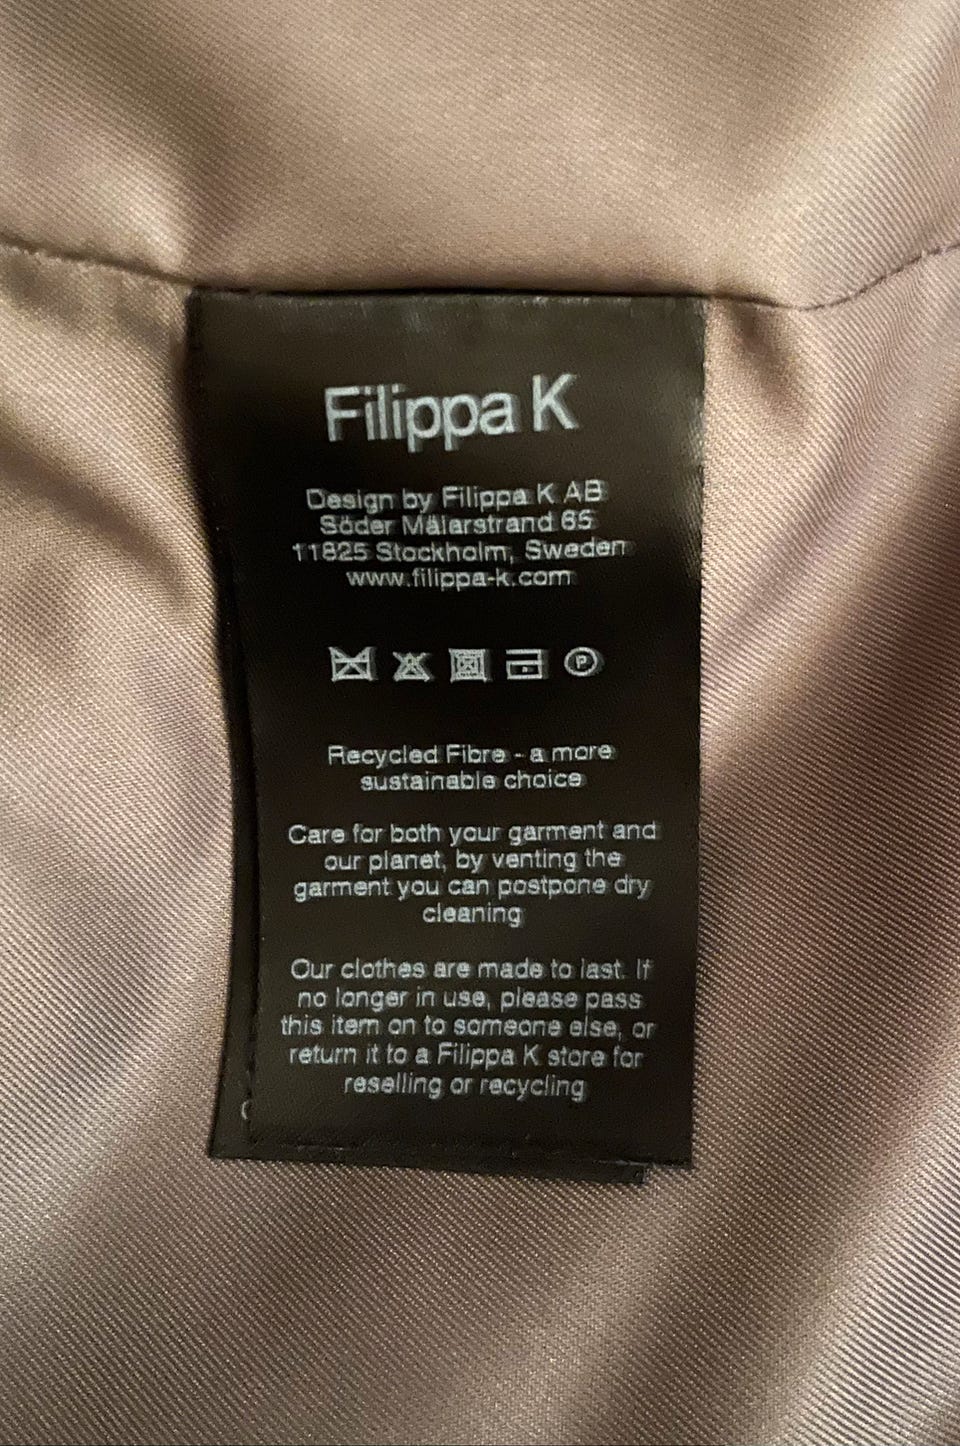 Filippa K
Design by Filippa K AB
Söder Mälarstrand 65
11825 Stockholm, Sweden
www.filippa-k.com
P
Recycled Fibre - a more
sustainable choice
Care for both your garment and
our planet, by venting the
garment you can postpone dry
cleaning
Our clothes are made to last. If
no longer in use, please pass
this item on to someone else, or
return it to a Filippa K store for
reselling or recycling